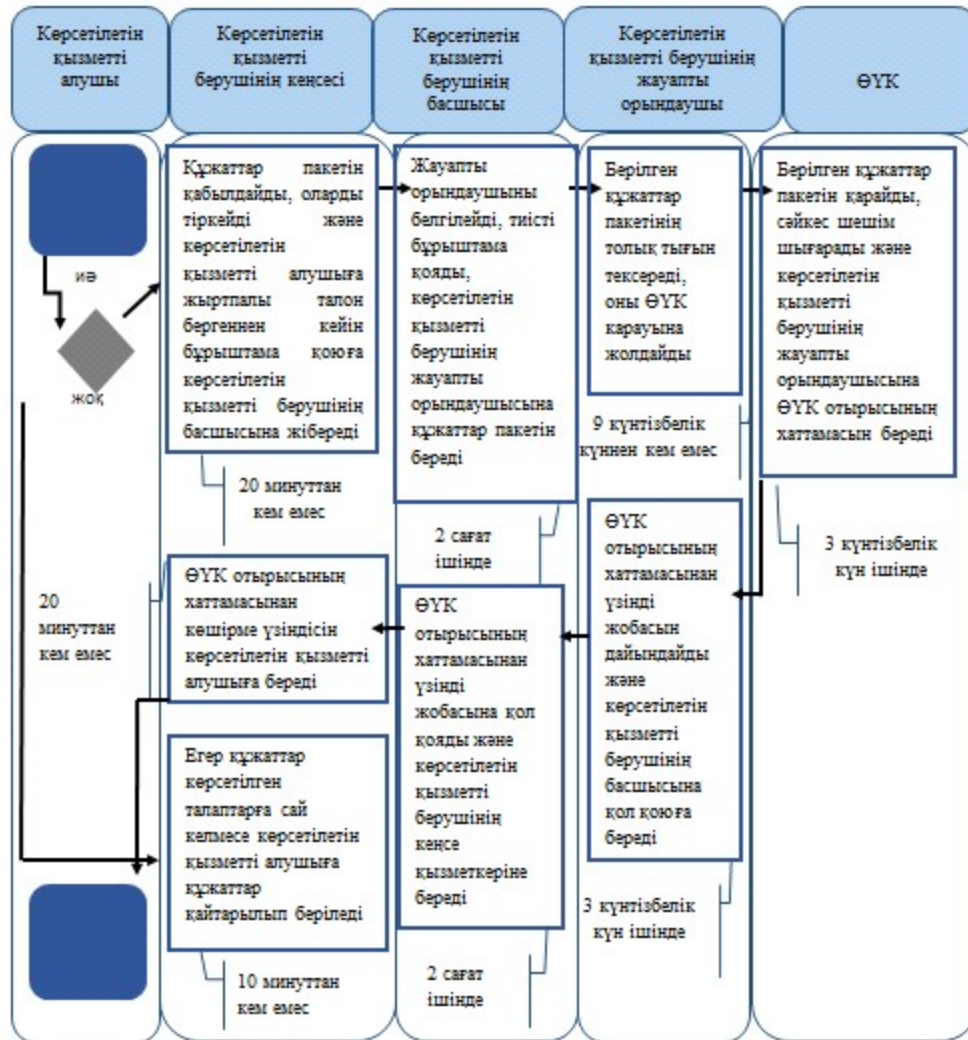 Көрсетілетін
қызметті
алушы
Көрсетілетін
қызметті
берушінің кеңсесі
Көрсетілетін
қызметті
берушінің
басшысы
Көрсетілетін
қызметті берушінің
жауапты
орындаушы
ӨҮК
иә
жоқ
Құжаттар пакетін
қабылдайды, оларды
тіркейді және
көрсетілетін
қызметті алушыға
жыртпалы талон
бергеннен кейін
бұрыштама қоюға
көрсетілетін
қызметті берушінің
басшысына жібереді
20 минуттан
кем емес
Жауапты
орындаушыны
белгілейді, тиісті
бұрыштама
қояды,
көрсетілетін
қызметті
берушінің
жауапты
орындаушысына
құжаттар пакетін
береді
2 сағат
ішінде
Берілген
құжаттар
пакетінің
толық тығын
тексереді,
оны ӨҮК
карауына
жолдайды
9 күнтізбелік
күннен кем емес
Берілген құжаттар
пакетін қарайды,
сәйкес шешім
шығарады және
көрсетілетін
қызметті
берушінің
жауапты
орындаушысына
ӨҮК отырысының
хаттамасын береді
3 күнтізбелік
күн ішінде
ӨҮК
отырысының
хаттамасынан
үзінді
жобасын
дайындайды
және
көрсетілетін
қызметті
берушінің
басшысына
қол қоюға
береді
3 күнтізбелік
күн ішінде
ӨҮК
отырысының
хаттамасынан
үзінді
жобасына қол
қояды және
көрсетілетін
қызметті
берушінің
кеңсе
қызметкеріне
береді
2 сағат
ішінде
ӨҮК отырысының
хаттамасынан
көшірме үзіндісін
көрсетілетін қызметті
алушыға береді
20
минуттан
кем емес
Егер құжаттар
көрсетілген
талаптарға сай
келмесе көрсетілетін
қызметті алушыға
құжаттар
қайтарылып беріледі
10 минуттан
кем емес